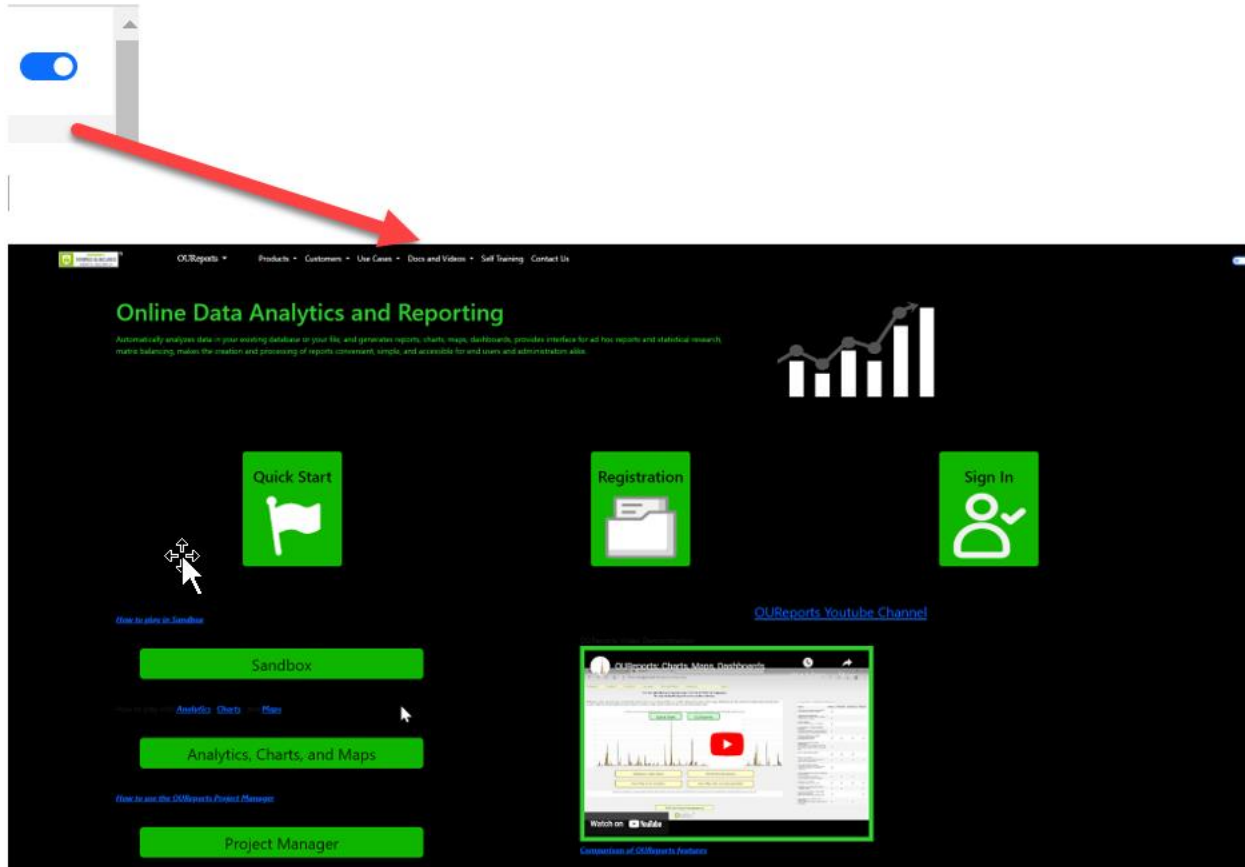 OUReports Products Customers Use Cases Docs and Videos Self Training Contact Us
Online Data Analytics and Reporting
Automatically analyzes data in your existing database or your file, and generates reports, charts, maps, dashboards, provides interface for ad hoc reports and statistical research,
matrix balancing, makes the creation and processing of reports convenient, simple, and accessible for end users and administrators alike.
Quick Start
Registration
Sign In
How to play in Sandbox
OUReports Youtube Channel
Sandbox
OUReports: Charts, Maps, Dashboards
Analytics Charts Maps
Analytics, Charts, and Maps
How to use the OUReports Project Manager
Project Manager
Watch on YouTube
Comparison of OUReports features